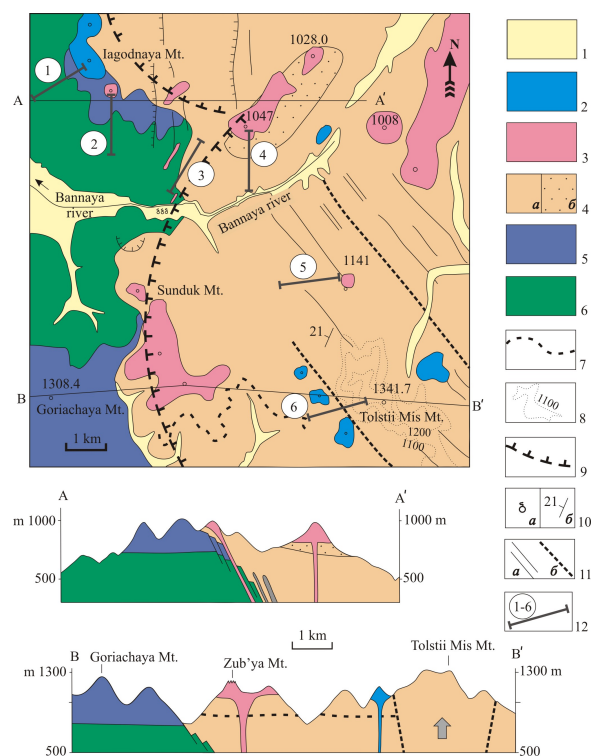 Iagodnaya Mt.
1028.0
N
1
1
A
A'
2
1047
1008
2
3
4
3
a
б
4
Bannaya
river
Bannaya river
5
5
1141
6
Sunduk Mt.
21
7
1308.4
1341.7
1100
8
B
B'
Goriachaya Mt.
6
Tolstii Mis Mt.
1200
1100
9
1 km
21
a
б
10
A
A'
a
б
11
m 1000
1000 m
500
500
1-6
12
1 km
B
Goriachaya Mt.
Zub'ya Mt.
Tolstii Mis Mt.
B'
m 1300
1300 m
500
500